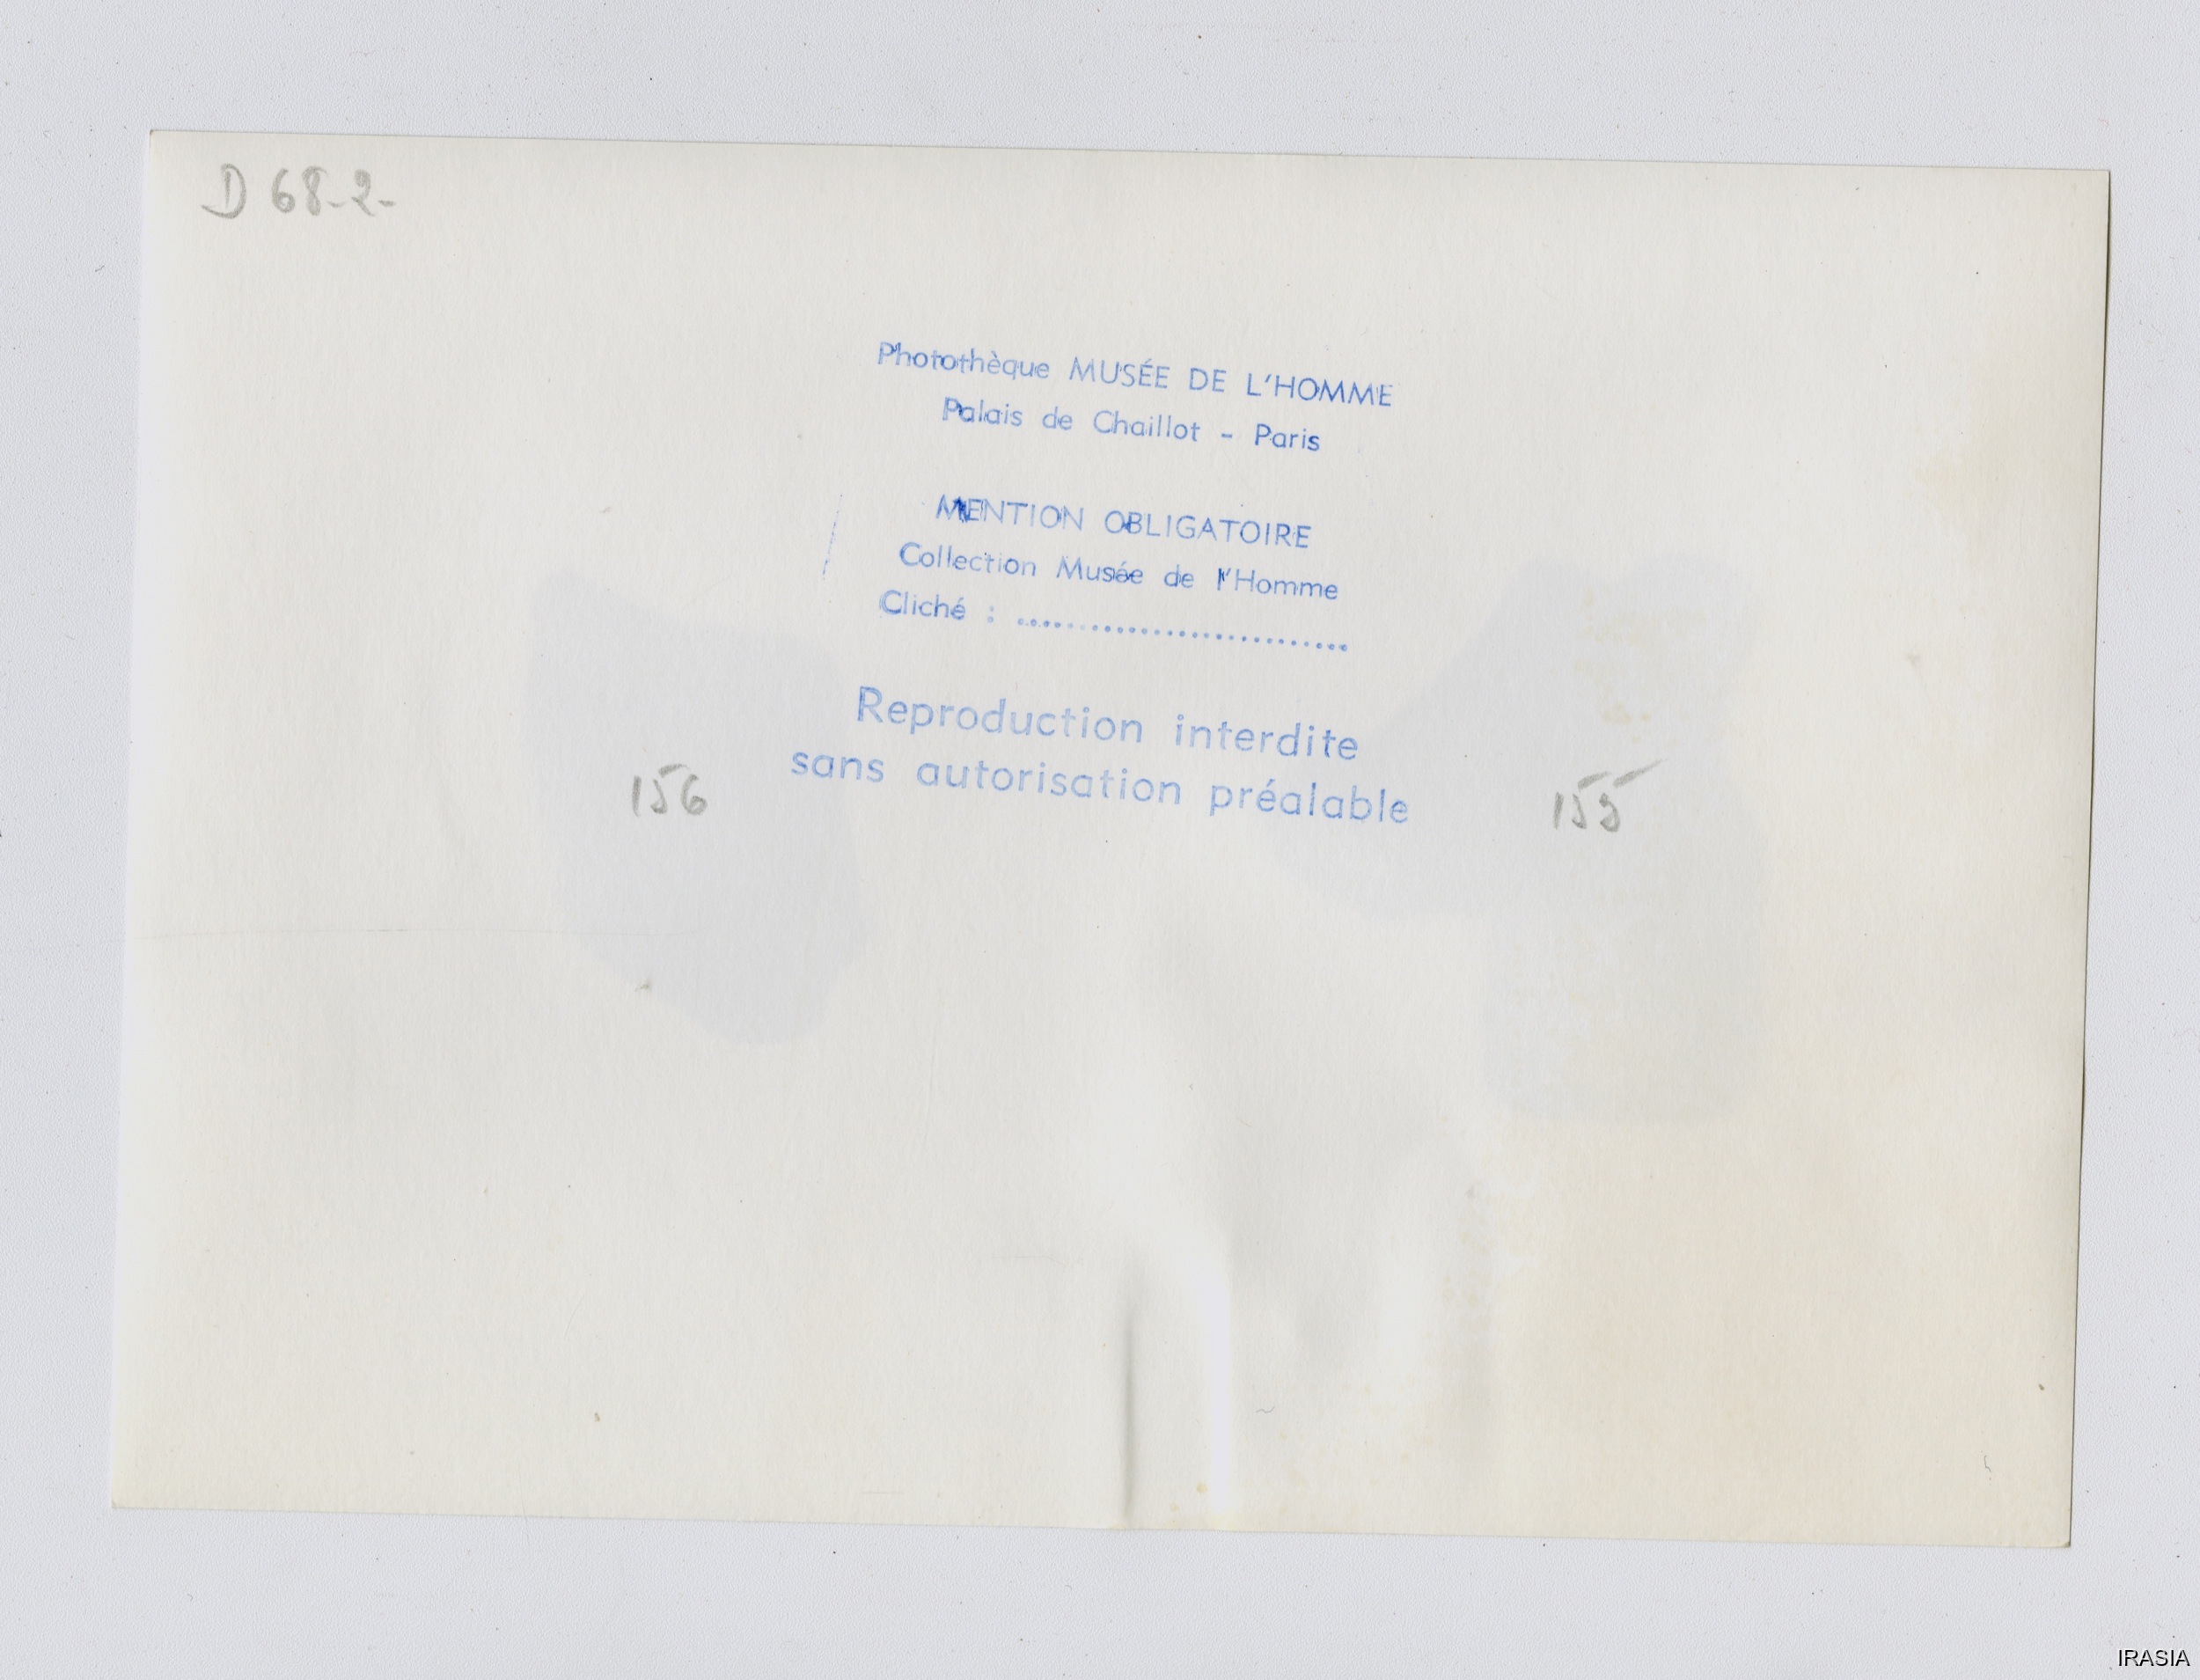 D 68-2-
Photothèque MUSÉE DE L'HOMME
Palais de Chaillot - Paris
MENTION OBLIGATOIRE
Collection Musée de l'Homme
Cliché : ............................
Reproduction interdite
sans autorisation préalable
156
155
IRASIA